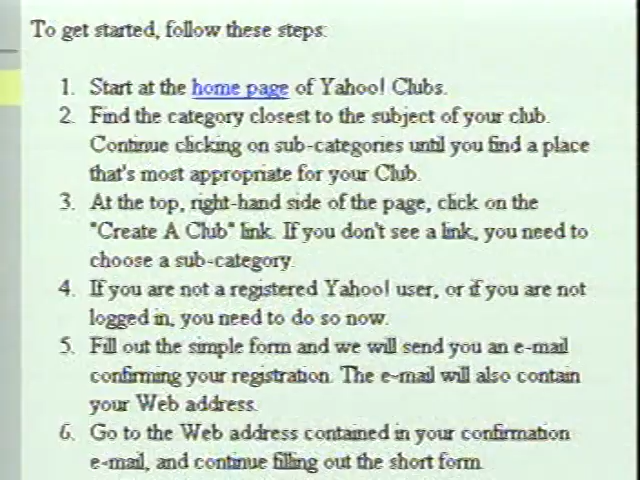 To get started, follow these steps:
1. Start at the home page of Yahoo! Clubs.
2. Find the category closest to the subject of your club.
Continue clicking on sub-categories until you find a place
that's most appropriate for your Club.
3. At the top, right-hand side of the page, click on the
"Create A Club" link. If you don't see a link, you need to
choose a sub-category.
4. If you are not a registered Yahoo! user, or if you are not
logged in, you need to do so now.
5. Fill out the simple form and we will send you an e-mail
confirming your registration. The e-mail will also contain
your Web address.
6. Go to the Web address contained in your confirmation
e-mail, and continue filling out the short form.